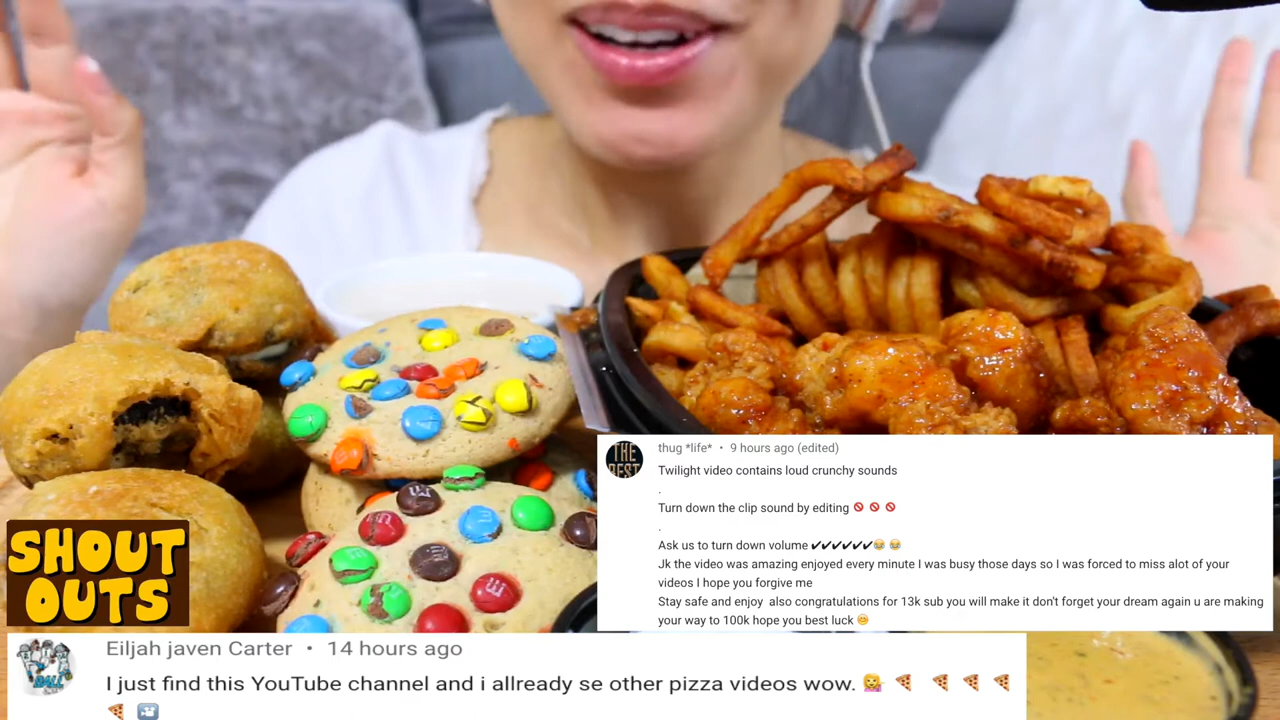 thug *life* • 9 hours ago (edited)
THE
BEST
Twilight video contains loud crunchy sounds
.
Turn down the clip sound by editing 🚫 🚫 🚫
.
Ask us to turn down volume ✔✔✔✔✔✔😂 😂
Jk the video was amazing enjoyed every minute I was busy those days so I was forced to miss alot of your
videos I hope you forgive me
Stay safe and enjoy also congratulations for 13k sub you will make it don't forget your dream again u are making
your way to 100k hope you best luck 😊
SHOUT
OUTS
Eiljah javen Carter • 14 hours ago
BALL
I just find this YouTube channel and i allready se other pizza videos wow. 💁 🍕 🍕 🍕 🍕
🍕 🎦